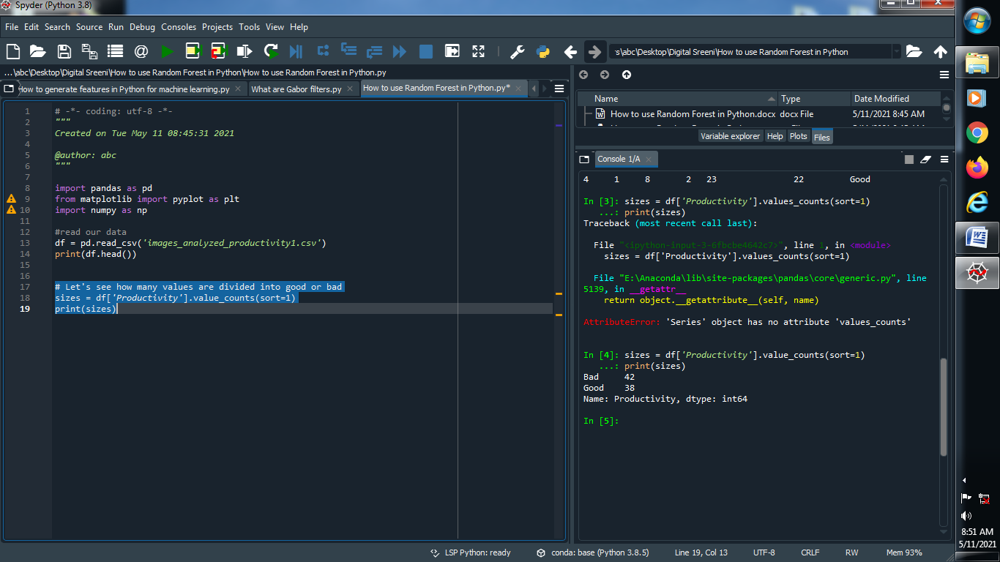 Spyder (Python 3.8)
File Edit Search Source Run Debug Consoles Projects Tools View Help
:s\abc\Desktop\Digital Sreeni\How to use Random Forest in Python
...\abc\Desktop\Digital Sreeni\How to use Random Forest in Python\How to use Random Forest in Python.py
How to generate features in Python for machine learning.py What are Gabor filters.py How to use Random Forest in Python.py*
1 # -*- coding: utf-8 -*-
2 """
3 Created on Tue May 11 08:45:31 2021
4
5 @author: abc
6 """
7
8 import pandas as pd
9 from matplotlib import pyplot as plt
10 import numpy as np
11
12 #read our data
13 df = pd.read_csv('images_analyzed_productivity1.csv')
14 print(df.head())
15
16
17 # Let's see how many values are divided into good or bad
18 sizes = df['Productivity'].value_counts(sort=1)
19 print(sizes)
Name Type Date Modified
How to use Random Forest in Python.docx docx File 5/11/2021 8:45 AM
Variable explorer Help Plots Files
Console 1/A
4 1 8 2 23 22 Good
In [3]: sizes = df['Productivity'].values_counts(sort=1)
...: print(sizes)
Traceback (most recent call last):
File "<ipython-input-3-6fbcbe4642c7>", line 1, in <module>
sizes = df['Productivity'].values_counts(sort=1)
File "E:\Anaconda\lib\site-packages\pandas\core\generic.py", line
5139, in __getattr__
return object.__getattribute__(self, name)
AttributeError: 'Series' object has no attribute 'values_counts'
In [4]: sizes = df['Productivity'].value_counts(sort=1)
...: print(sizes)
Bad 42
Good 38
Name: Productivity, dtype: int64
In [5]:
LSP Python: ready conda: base (Python 3.8.5) Line 19, Col 13 UTF-8 CRLF RW Mem 93%
8:51 AM
5/11/2021